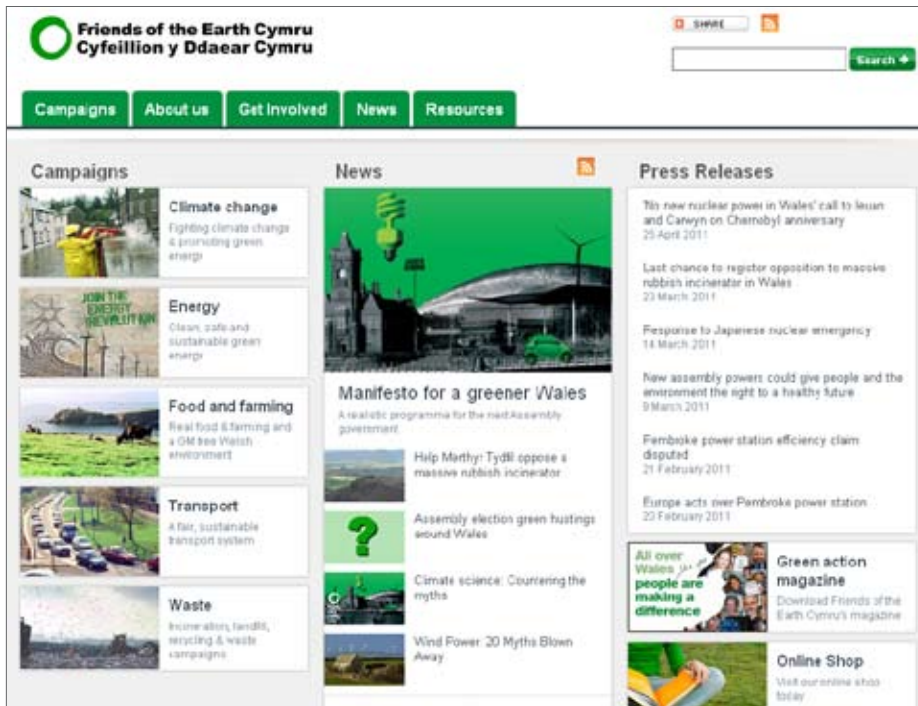 Friends of the Earth Cymru
Cyfeillion y Ddaear Cymru
SHARE
Search
Campaigns
About us
Get Involved
News
Resources
Campaigns
Climate change
Fighting climate change
& promoting green
energy
JOIN THE
ENERGY
REVOLUTION
Energy
Clean, safe and
sustainable green
energy
Food and farming
Real food & farming and
a GM free Welsh
environment
Transport
A fair, sustainable
transport system
Waste
Incineration, landfill,
recycling & waste
campaigns
News
Manifesto for a greener Wales
A realistic programme for the next Assembly
government
Help Merthyr Tydfil oppose a
massive rubbish incinerator
?
Assembly election green hustings
around Wales
Climate science: Countering the
myths
Wind Power: 20 Myths Blown
Away
Press Releases
'No new nuclear power in Wales' call to Ieuan
and Carwyn on Chernobyl anniversary
25 April 2011
Last chance to register opposition to massive
rubbish incinerator in Wales
23 March 2011
Response to Japanese nuclear emergency
14 March 2011
New assembly powers could give people and the
environment the right to a healthy future
9 March 2011
Pembroke power station efficiency claim
disputed
21 February 2011
Europe acts over Pembroke power station
23 February 2011
All over
Wales
people are
making a
difference
Green action
magazine
Download Friends of the
Earth Cymru's magazine
Online Shop
Visit our online shop
today